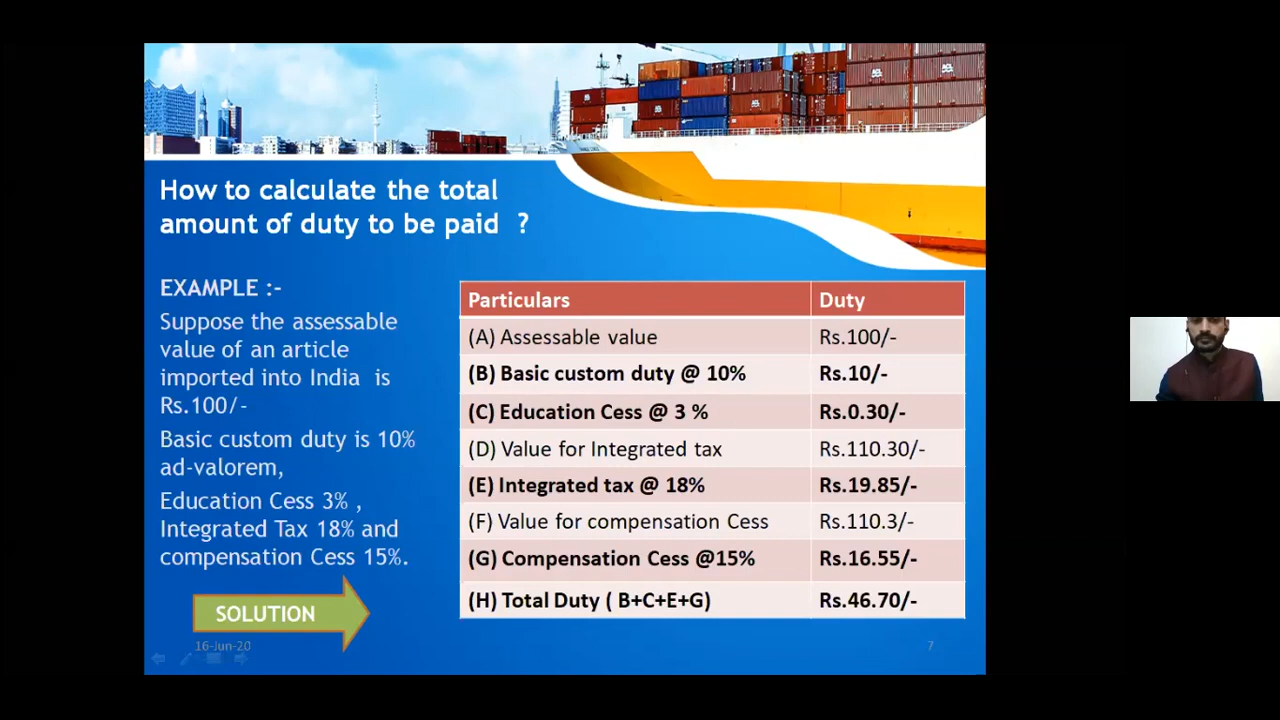 How to calculate the total
amount of duty to be paid ?
EXAMPLE :-
Suppose the assessable
value of an article
imported into India is
Rs.100/-
Basic custom duty is 10%
ad-valorem,
Education Cess 3% ,
Integrated Tax 18% and
compensation Cess 15%.
SOLUTION
Particulars Duty
(A) Assessable value Rs.100/-
(B) Basic custom duty @ 10% Rs.10/-
(C) Education Cess @ 3 % Rs.0.30/-
(D) Value for Integrated tax Rs.110.30/-
(E) Integrated tax @ 18% Rs.19.85/-
(F) Value for compensation Cess Rs.110.3/-
(G) Compensation Cess @15% Rs.16.55/-
(H) Total Duty ( B+C+E+G) Rs.46.70/-
16-Jun-20
7